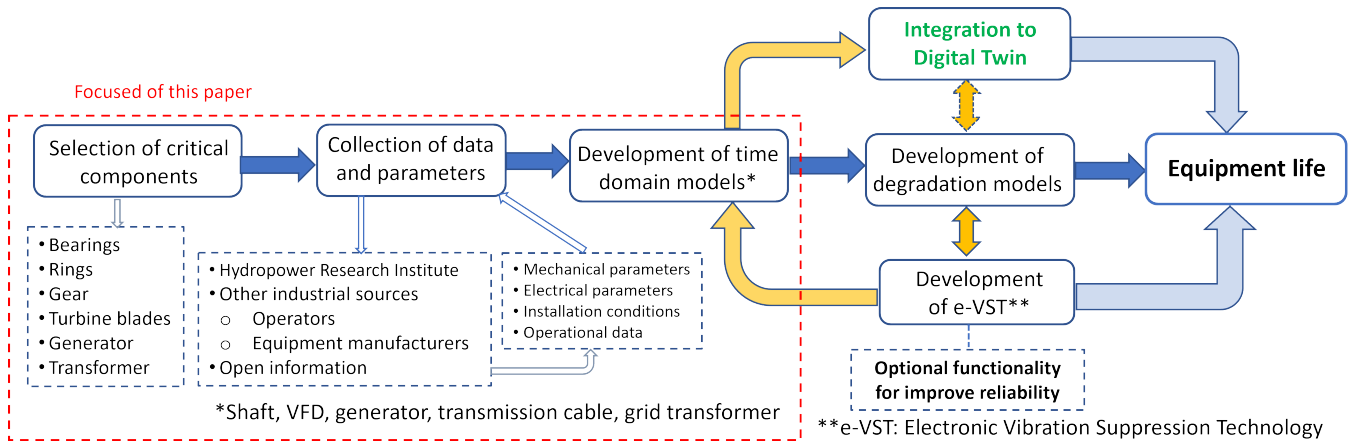 Focused of this paper
Selection of critical
components
Collection of data
and parameters
Development of time
domain models*
Integration to
Digital Twin
Development of
degradation models
Equipment life
Development
of e-VST**
Optional functionality
for improve reliability
• Bearings
• Rings
• Gear
• Turbine blades
• Generator
• Transformer
• Hydropower Research Institute
• Other industrial sources
o Operators
o Equipment manufacturers
• Open information
• Mechanical parameters
• Electrical parameters
• Installation conditions
• Operational data
*Shaft, VFD, generator, transmission cable, grid transformer
**e-VST: Electronic Vibration Suppression Technology